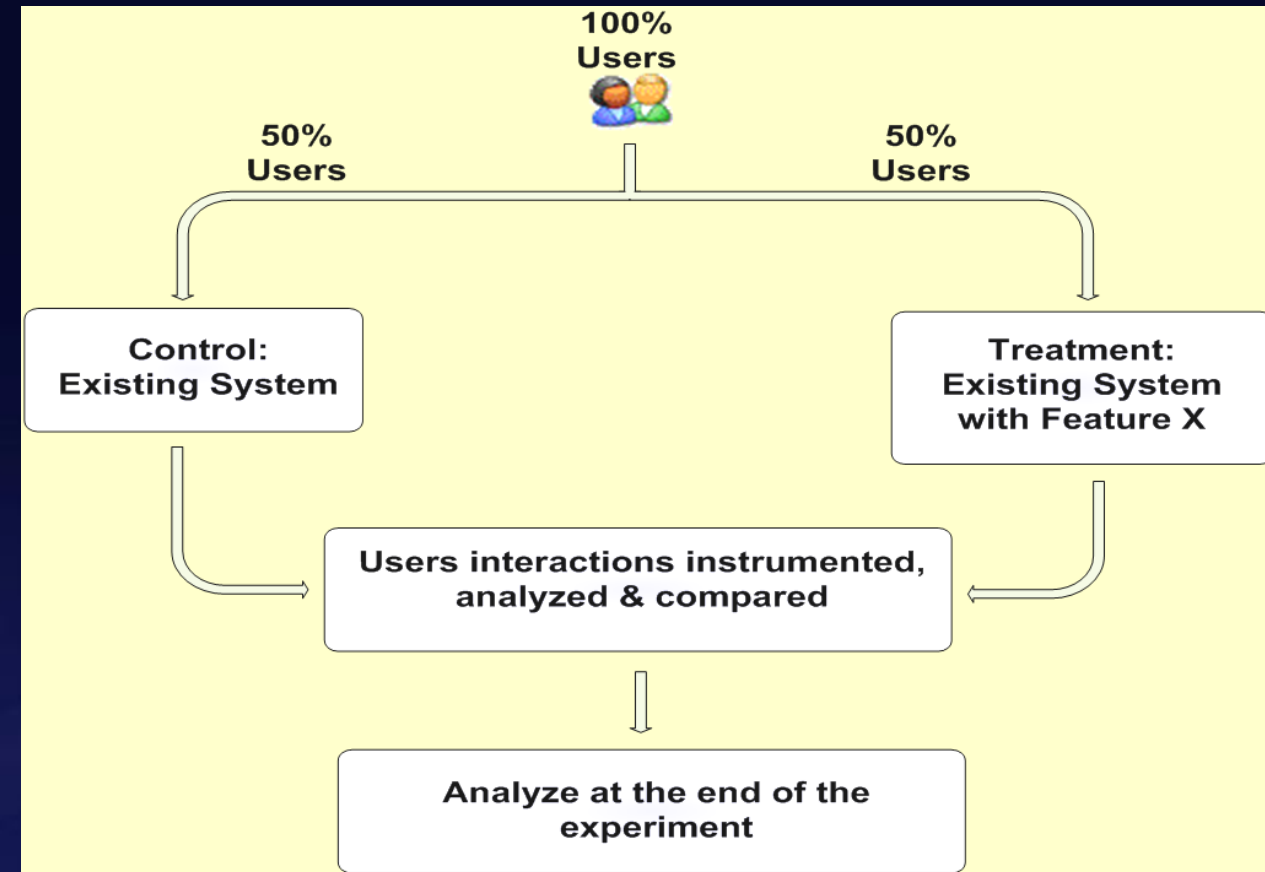 100%
Users
50%
Users
50%
Users
Control:
Existing System
Treatment:
Existing System
with Feature X
Users interactions instrumented,
analyzed & compared
Analyze at the end of the
experiment